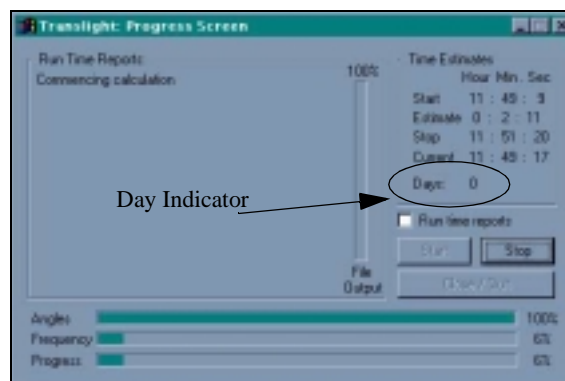 Translight: Progress Screen
Run Time Reports
Commencing calculation
100%
File
Output
Time Estimates
Hour Min. Sec
Start 11 : 49 : 9
Estimate 0 : 2 : 11
Stop 11 : 51 : 20
Current 11 : 49 : 17
Days: 0
Day Indicator
Run time reports
Start
Stop
Angles 100%
Frequency 6%
Progress 6%